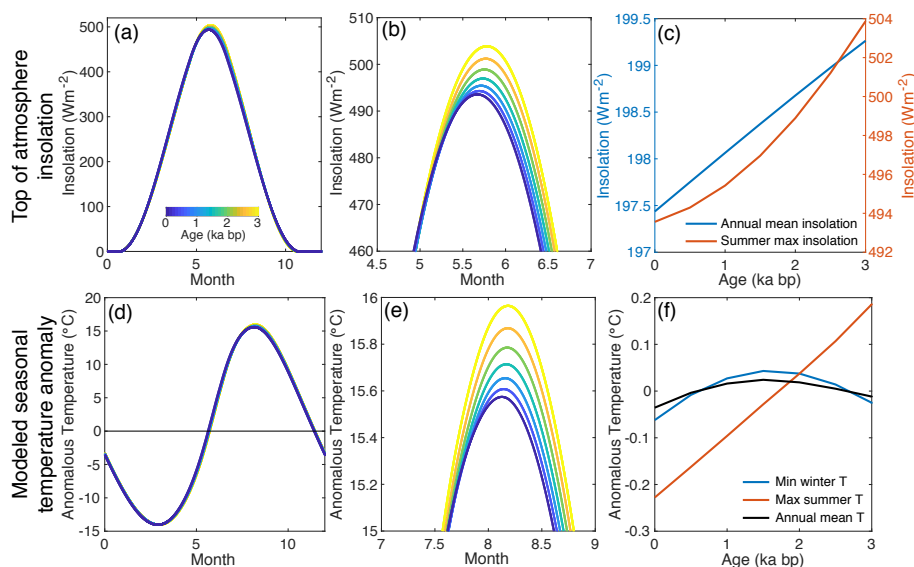 Top of atmosphere
insolation
(a)
Insolation (Wm-2)
500
400
300
200
100
0
0
5
10
Month
0 1 2 3
Age (ka bp)
(b)
Insolation (Wm-2)
510
500
490
480
470
460
4.5 5 5.5 6 6.5 7
Month
(c)
Insolation (Wm-2)
199.5
199
198.5
198
197.5
197
504
502
500
498
496
494
492
Insolation (Wm-2)
Annual mean insolation
Summer max insolation
0 1 2 3
Age (ka bp)
Modeled seasonal
temperature anomaly
(d)
Anomalous Temperature (°C)
20
15
10
5
0
-5
-10
-15
0 5 10
Month
(e)
Anomalous Temperature (°C)
16
15.8
15.6
15.4
15.2
15
7 7.5 8 8.5 9
Month
(f)
Anomalous Temperature (°C)
0.2
0.1
0
-0.1
-0.2
-0.3
Min winter T
Max summer T
Annual mean T
0 1 2 3
Age (ka bp)